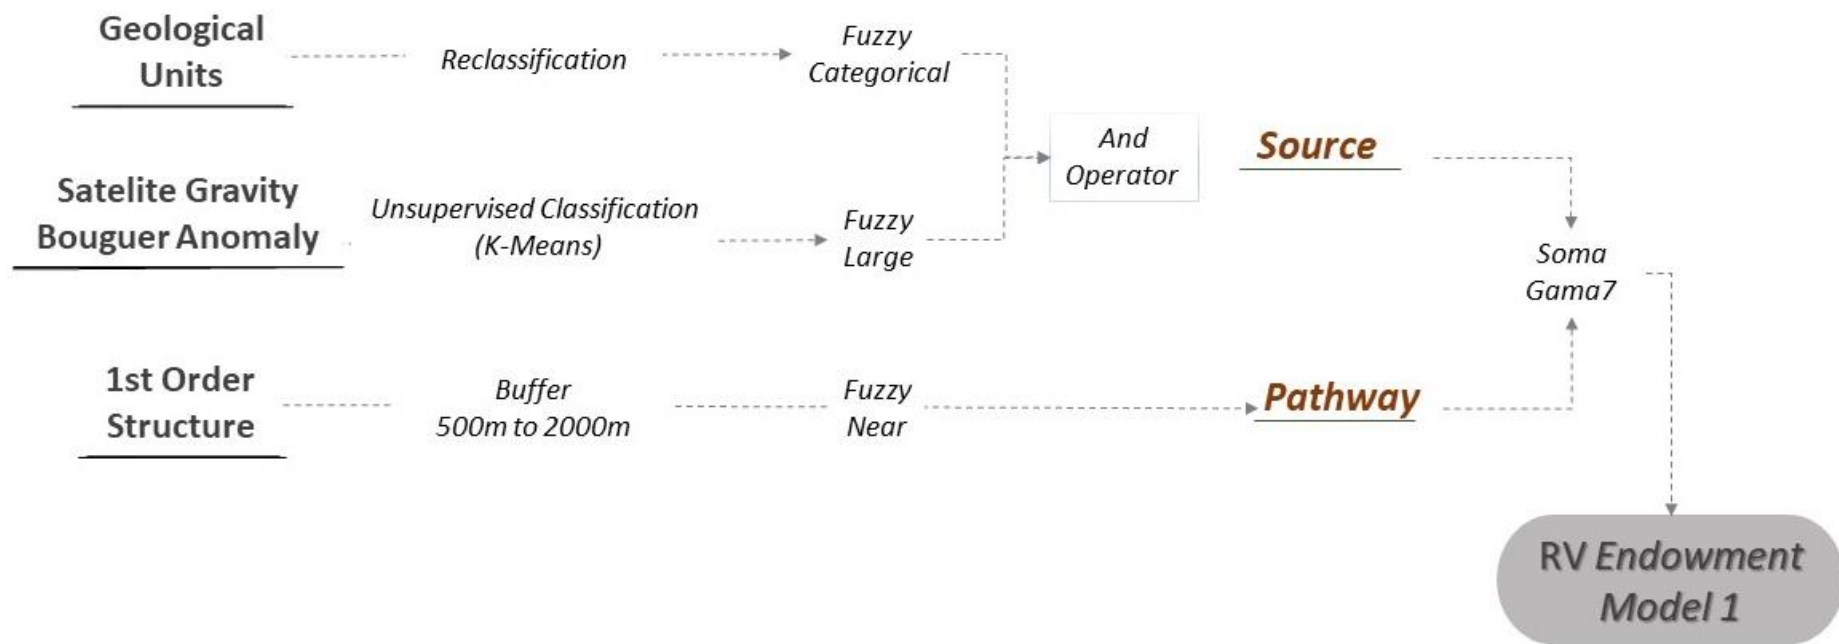 Geological
Units
Reclassification
Fuzzy
Categorical
And
Operator
Source
Satelite Gravity
Bouguer Anomaly
Unsupervised Classification
(K-Means)
Fuzzy
Large
Soma
Gama7
1st Order
Structure
Buffer
500m to 2000m
Fuzzy
Near
Pathway
RV Endowment
Model 1